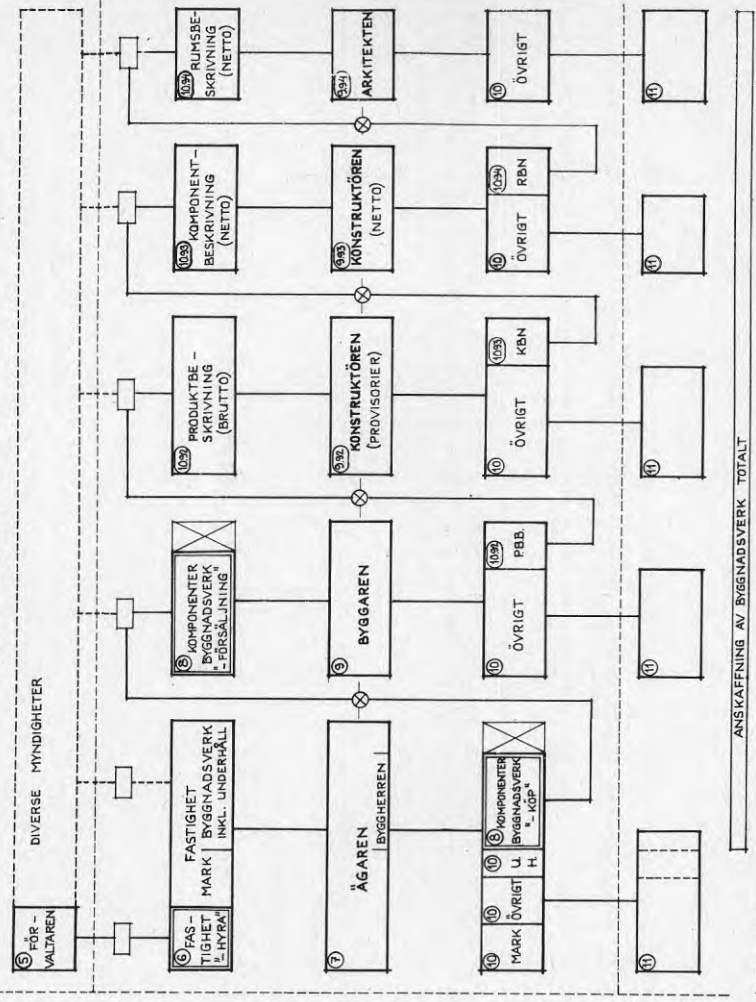 5 FÖR-
VALTAREN
DIVERSE MYNDIGHETER
6 FAS-
TIGHET
"-HYRA"
FASTIGHET
MARK BYGGNADSVERK
INKL. UNDERHÅLL
8 KOMPONENTER
BYGGNADSVERK
"-FÖRSÄLJNING"
10.92 PRODUKTBE-
SKRIVNING
(BRUTTO)
10.93 KOMPONENT-
BESKRIVNING
(NETTO)
10.94 RUMSBE-
SKRIVNING
(NETTO)
7
ÄGAREN
BYGGHERREN
9
BYGGAREN
9.92 KONSTRUKTÖREN
(PROVISORIER)
9.93 KONSTRUKTÖREN
(NETTO)
9.94
ARKITEKTEN
10 MARK
10 ÖVRIGT
10 U.
H.
8 KOMPONENTER
BYGGNADSVERK
"-KÖP"
10 ÖVRIGT
10.92 P.B.B.
10 ÖVRIGT
10.93 KBN
10 ÖVRIGT
10.94 RBN
10 ÖVRIGT
11
11
11
11
11
ANSKAFFNING AV BYGGNADSVERK TOTALT